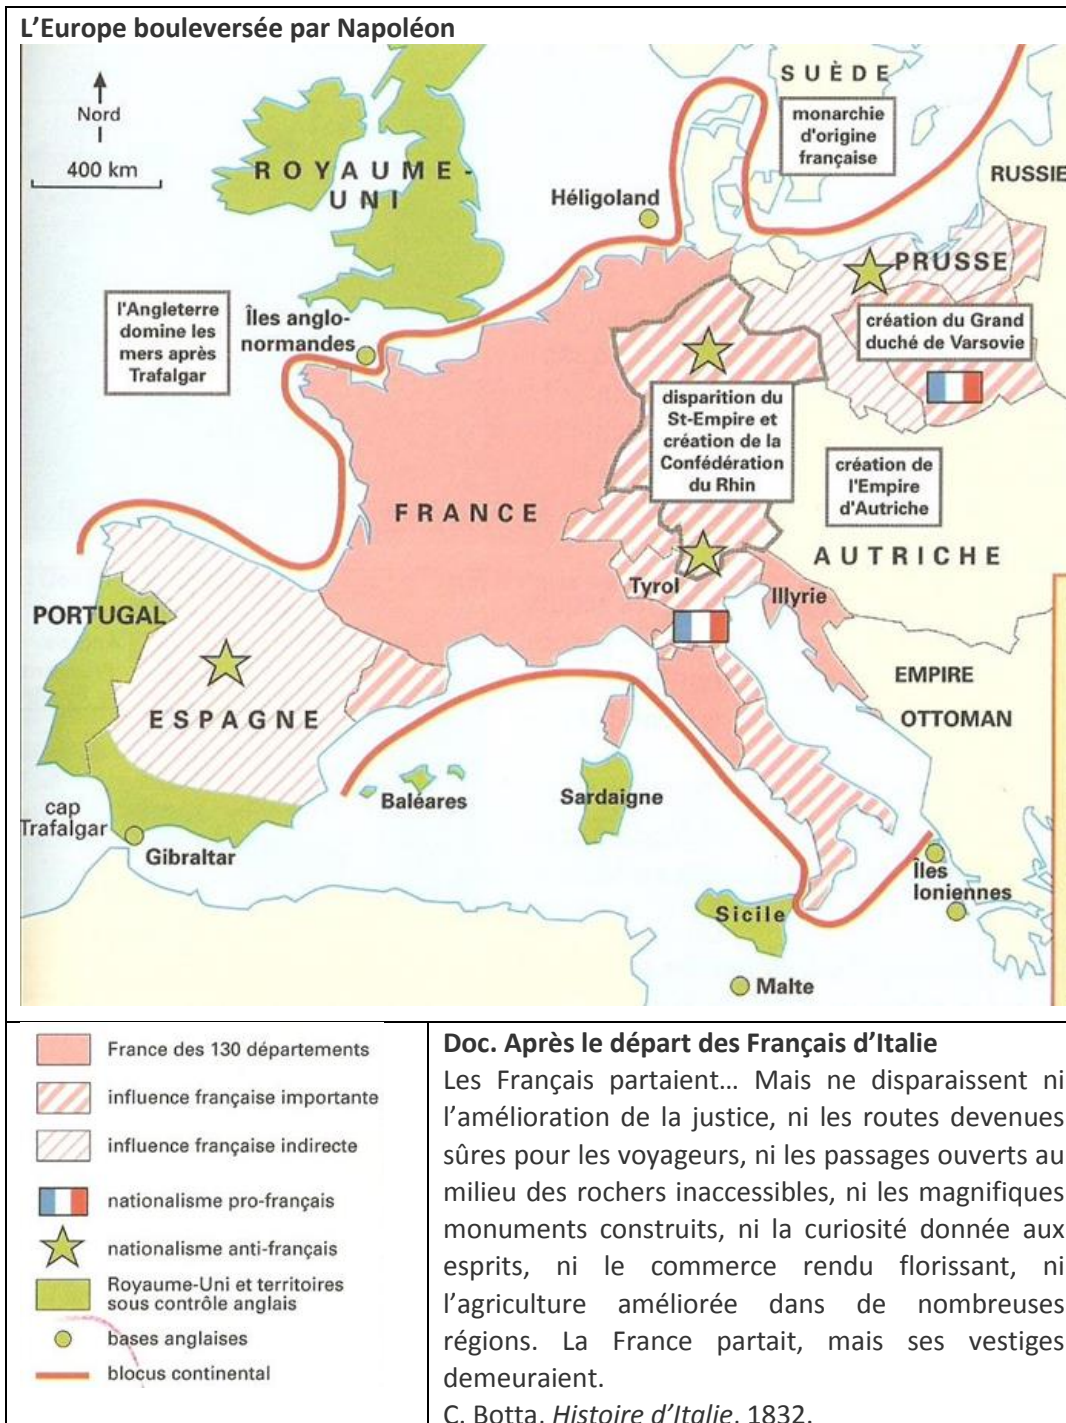 L’Europe bouleversée par Napoléon
Nord
400 km
ROYAUME-
UNI
SUÈDE
monarchie
d'origine
française
RUSSIE
Héligoland
PRUSSE
l'Angleterre
domine les
mers après
Trafalgar
Îles anglo-
normandes
création du Grand
duché de Varsovie
disparition du
St-Empire et
création de la
Confédération
du Rhin
création de
l'Empire
d'Autriche
FRANCE
AUTRICHE
Tyrol
Illyrie
PORTUGAL
EMPIRE
OTTOMAN
ESPAGNE
Baléares
Sardaigne
cap
Trafalgar
Gibraltar
Îles
Ioniennes
Sicile
Malte
France des 130 départements
influence française importante
influence française indirecte
nationalisme pro-français
nationalisme anti-français
Royaume-Uni et territoires
sous contrôle anglais
bases anglaises
blocus continental
Doc. Après le départ des Français d’Italie
Les Français partaient… Mais ne disparaissent ni
l’amélioration de la justice, ni les routes devenues
sûres pour les voyageurs, ni les passages ouverts au
milieu des rochers inaccessibles, ni les magnifiques
monuments construits, ni la curiosité donnée aux
esprits, ni le commerce rendu florissant, ni
l’agriculture améliorée dans de nombreuses
régions. La France partait, mais ses vestiges
demeuraient.
C. Botta, Histoire d’Italie, 1832.